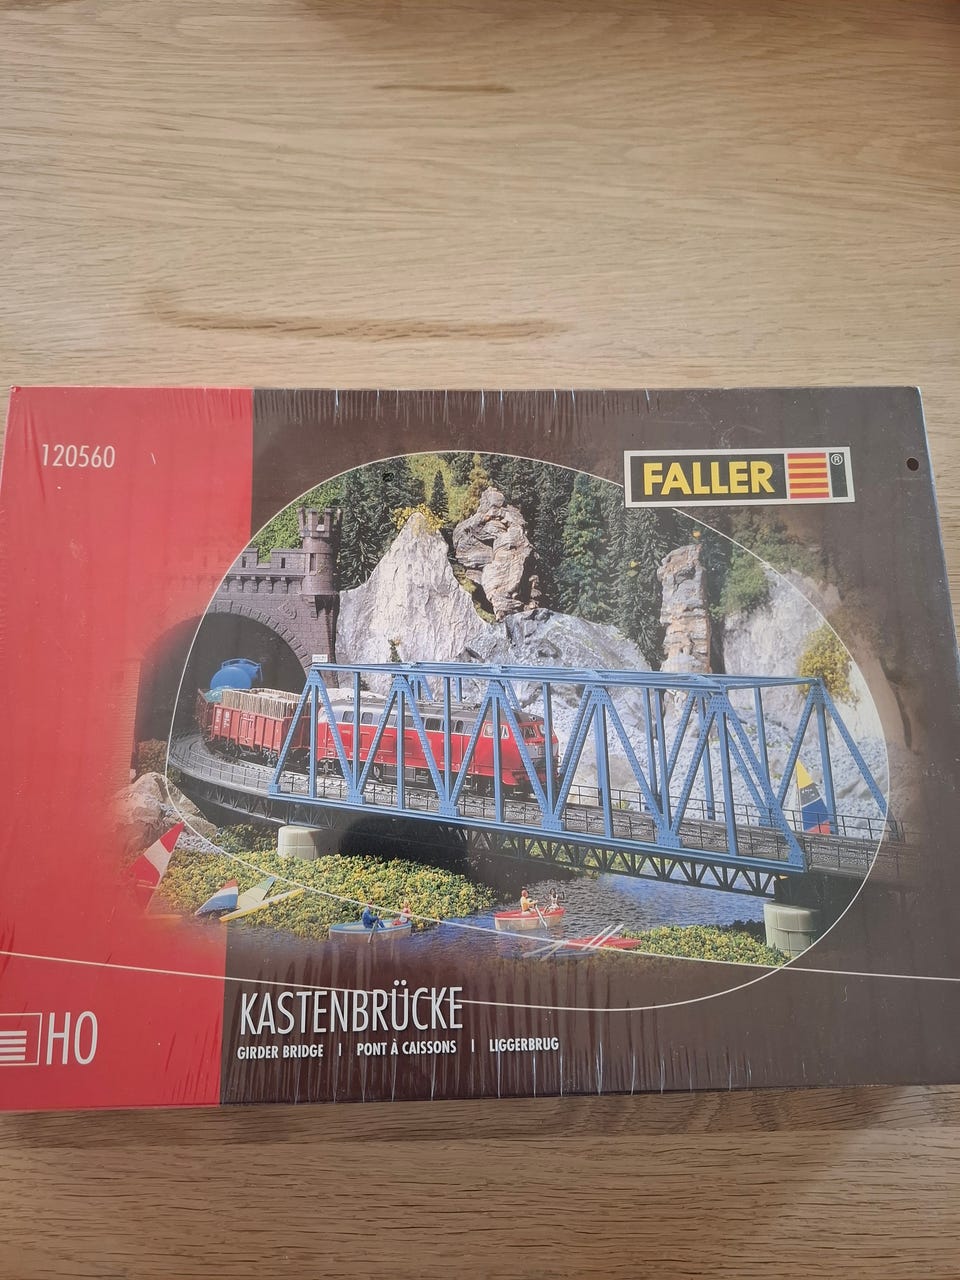 120560
FALLER®
HO
KASTENBRÜCKE
GIRDER BRIDGE | PONT À CAISSONS | LIGGERBRUG